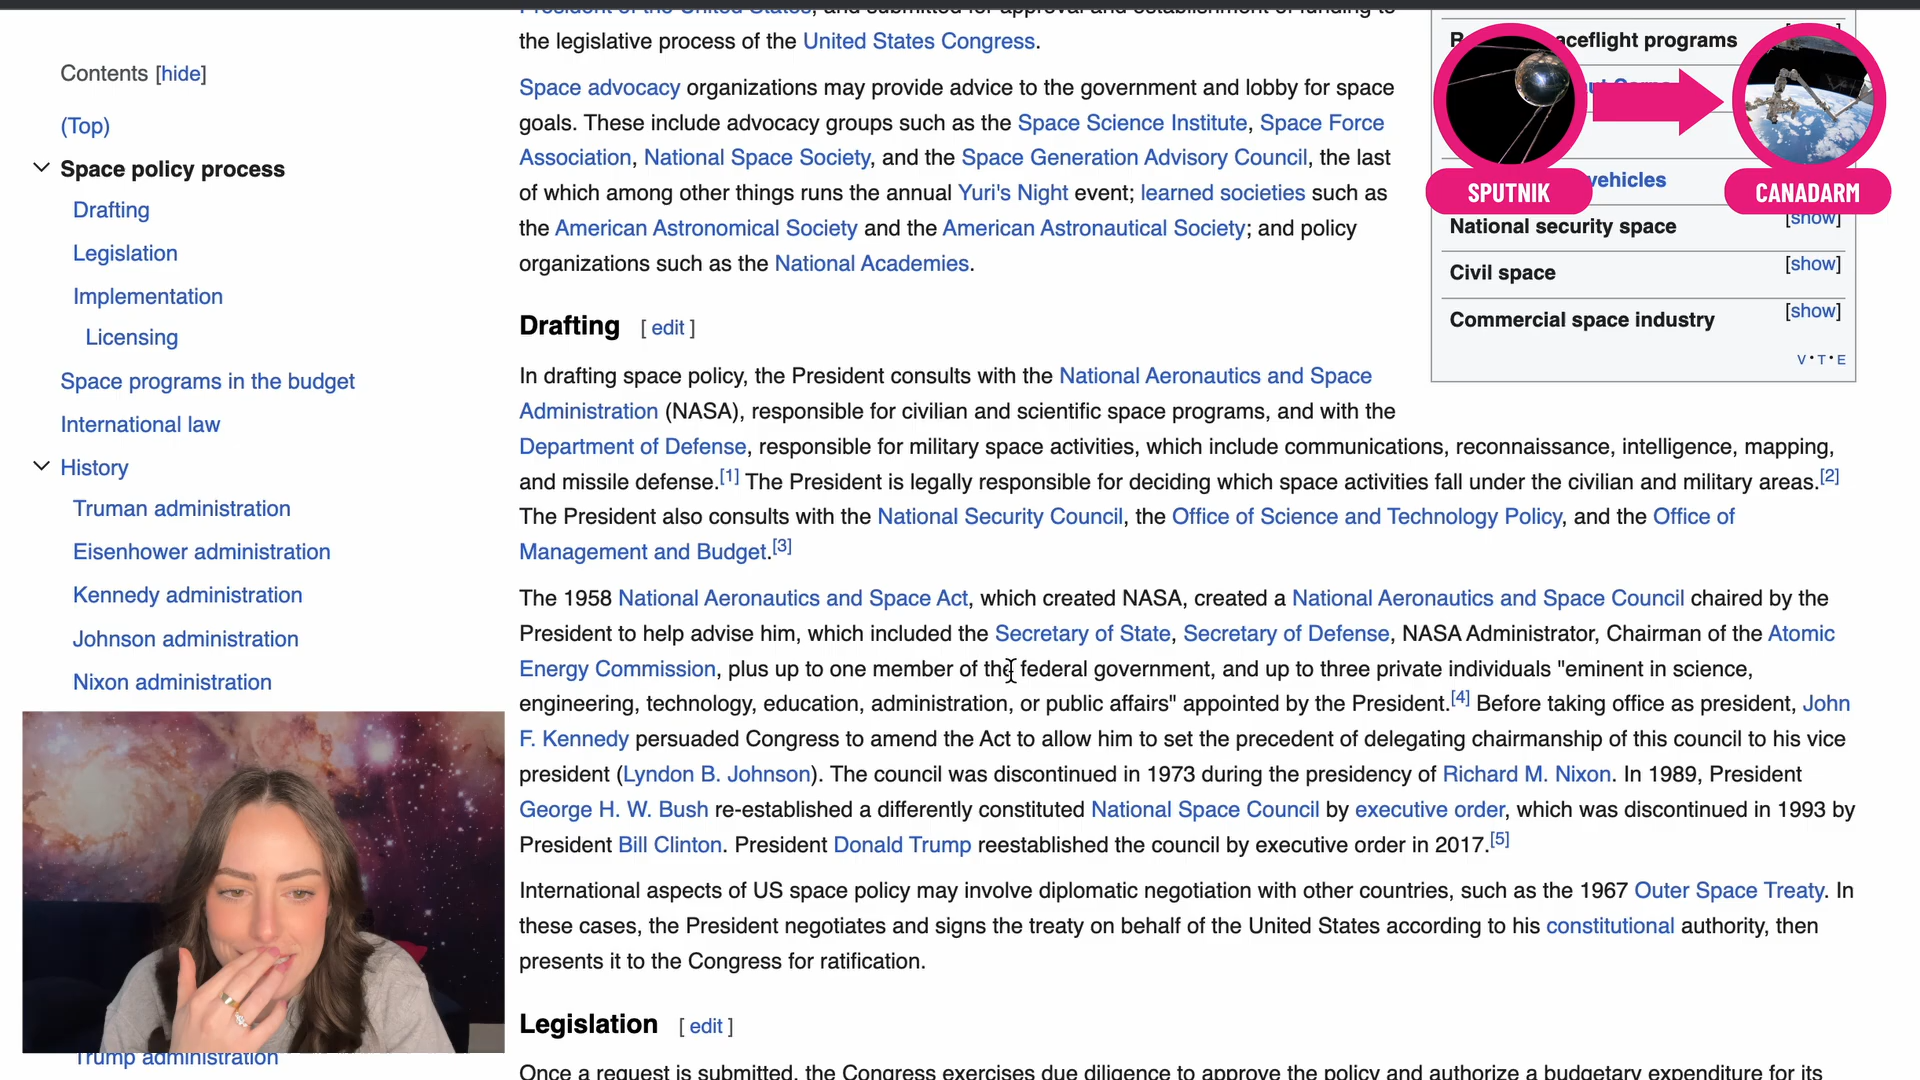 Contents [hide]
(Top)
Space policy process
Drafting
Legislation
Implementation
Licensing
Space programs in the budget
International law
History
Truman administration
Eisenhower administration
Kennedy administration
Johnson administration
Nixon administration
Trump administration
President of the United States, and submitted for approval and establishment of funding to
the legislative process of the United States Congress.
Space advocacy organizations may provide advice to the government and lobby for space
goals. These include advocacy groups such as the Space Science Institute, Space Force
Association, National Space Society, and the Space Generation Advisory Council, the last
of which among other things runs the annual Yuri's Night event; learned societies such as
the American Astronomical Society and the American Astronautical Society; and policy
organizations such as the National Academies.
Drafting [ edit ]
In drafting space policy, the President consults with the National Aeronautics and Space
Administration (NASA), responsible for civilian and scientific space programs, and with the
Department of Defense, responsible for military space activities, which include communications, reconnaissance, intelligence, mapping,
and missile defense.[1] The President is legally responsible for deciding which space activities fall under the civilian and military areas.[2]
The President also consults with the National Security Council, the Office of Science and Technology Policy, and the Office of
Management and Budget.[3]
The 1958 National Aeronautics and Space Act, which created NASA, created a National Aeronautics and Space Council chaired by the
President to help advise him, which included the Secretary of State, Secretary of Defense, NASA Administrator, Chairman of the Atomic
Energy Commission, plus up to one member of the federal government, and up to three private individuals "eminent in science,
engineering, technology, education, administration, or public affairs" appointed by the President.[4] Before taking office as president, John
F. Kennedy persuaded Congress to amend the Act to allow him to set the precedent of delegating chairmanship of this council to his vice
president (Lyndon B. Johnson). The council was discontinued in 1973 during the presidency of Richard M. Nixon. In 1989, President
George H. W. Bush re-established a differently constituted National Space Council by executive order, which was discontinued in 1993 by
President Bill Clinton. President Donald Trump reestablished the council by executive order in 2017.[5]
International aspects of US space policy may involve diplomatic negotiation with other countries, such as the 1967 Outer Space Treaty. In
these cases, the President negotiates and signs the treaty on behalf of the United States according to his constitutional authority, then
presents it to the Congress for ratification.
Legislation [ edit ]
Once a request is submitted, the Congress exercises due diligence to approve the policy and authorize a budgetary expenditure for its
programs
vehicles
SPUTNIK
CANADARM
National security space [show]
Civil space [show]
Commercial space industry [show]
V • T • E